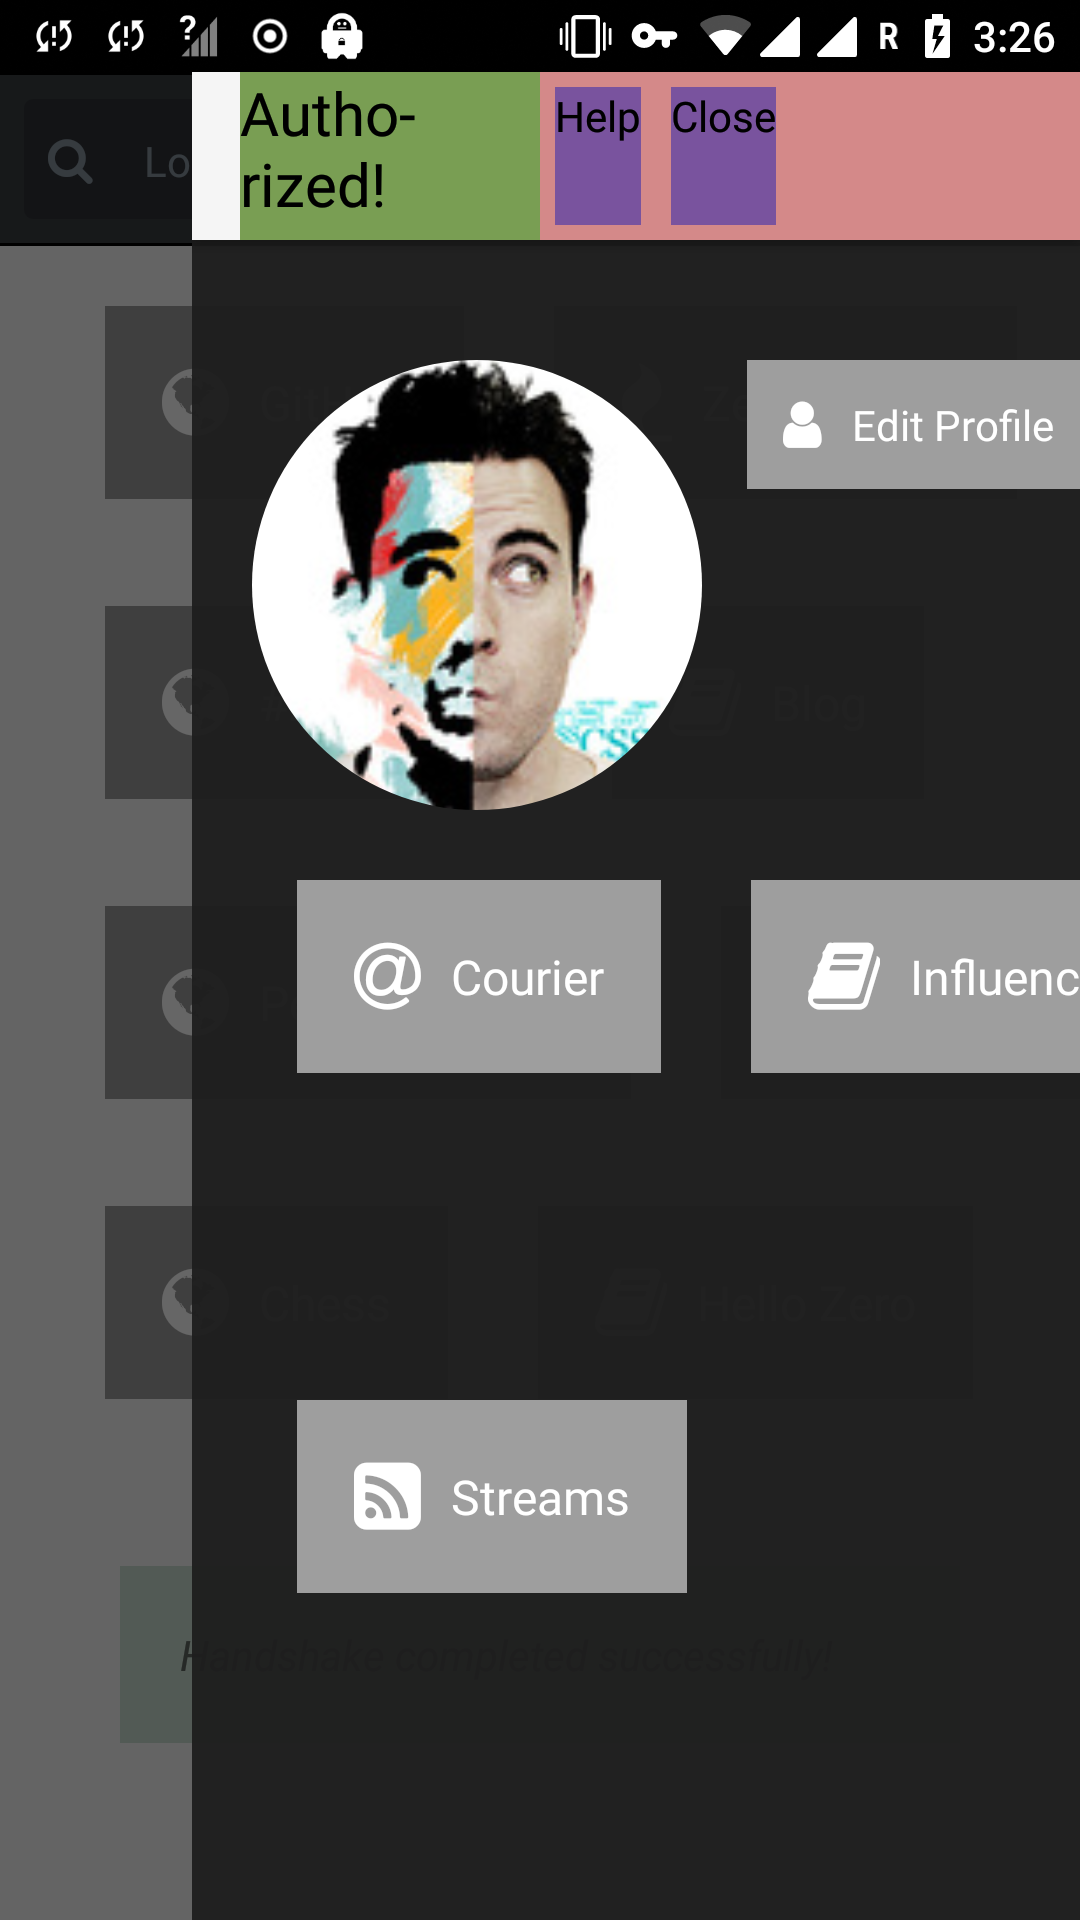 3:26
R
Lo
Autho-
rized!
Help
Close
Edit Profile
Blog
Courier
Influenc
Chess
Hello Zero
Streams
Handshake completed successfully!